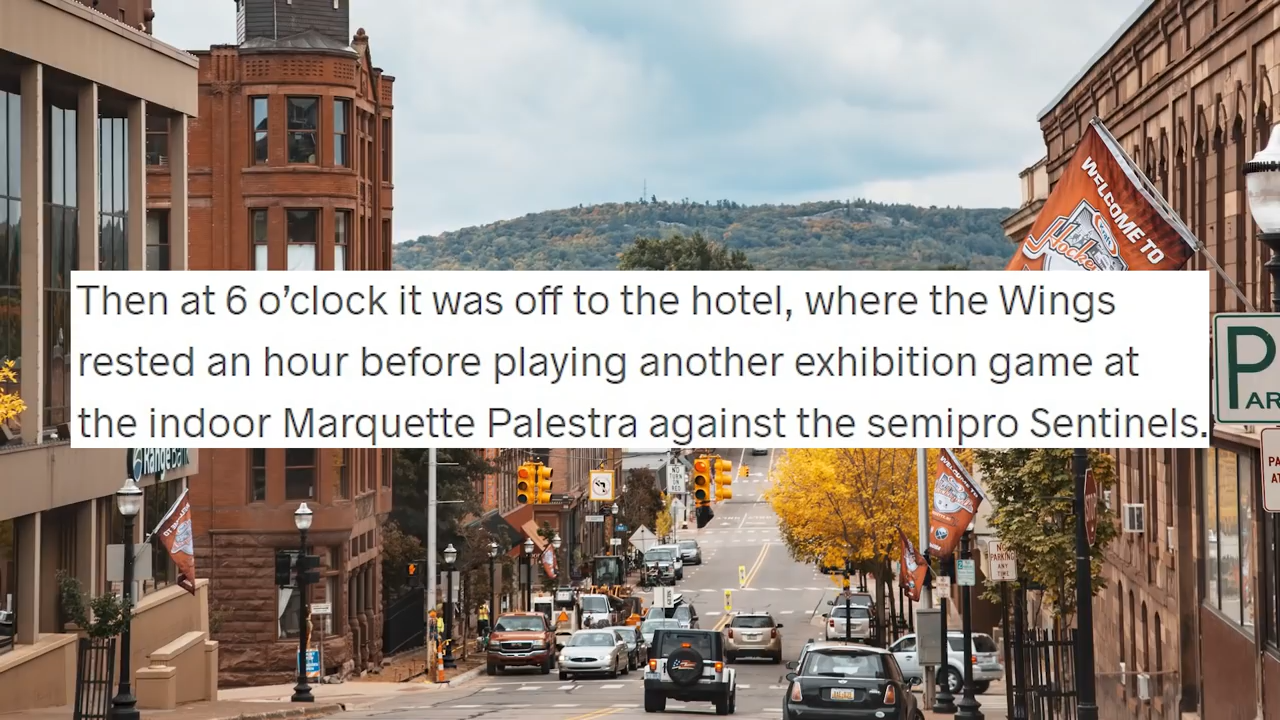 WELCOME TO
Hockey
Then at 6 o’clock it was off to the hotel, where the Wings
rested an hour before playing another exhibition game at
the indoor Marquette Palestra against the semipro Sentinels.
P
RangeBank
NO
PARKING
ANY
TIME